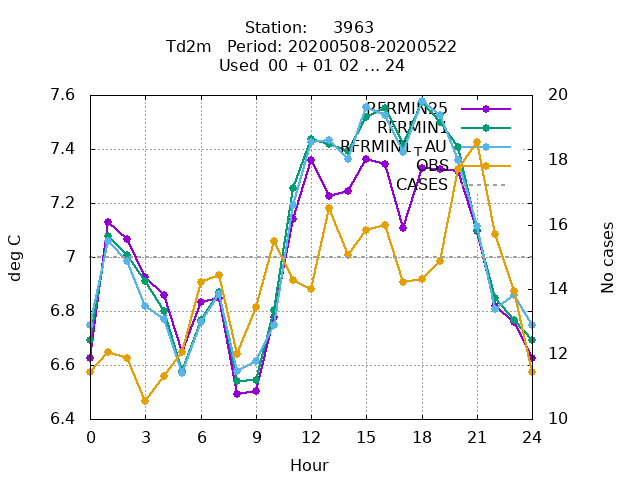 Station: 3963
Td2m Period: 20200508-20200522
Used 00 + 01 02 ... 24
7.6
7.4
7.2
7
6.8
6.6
6.4
20
18
16
14
12
10
deg C
No cases
RFRMIN25
RFRMIN1
RFRMIN1_AU
OBS
CASES
0 3 6 9 12 15 18 21 24
Hour